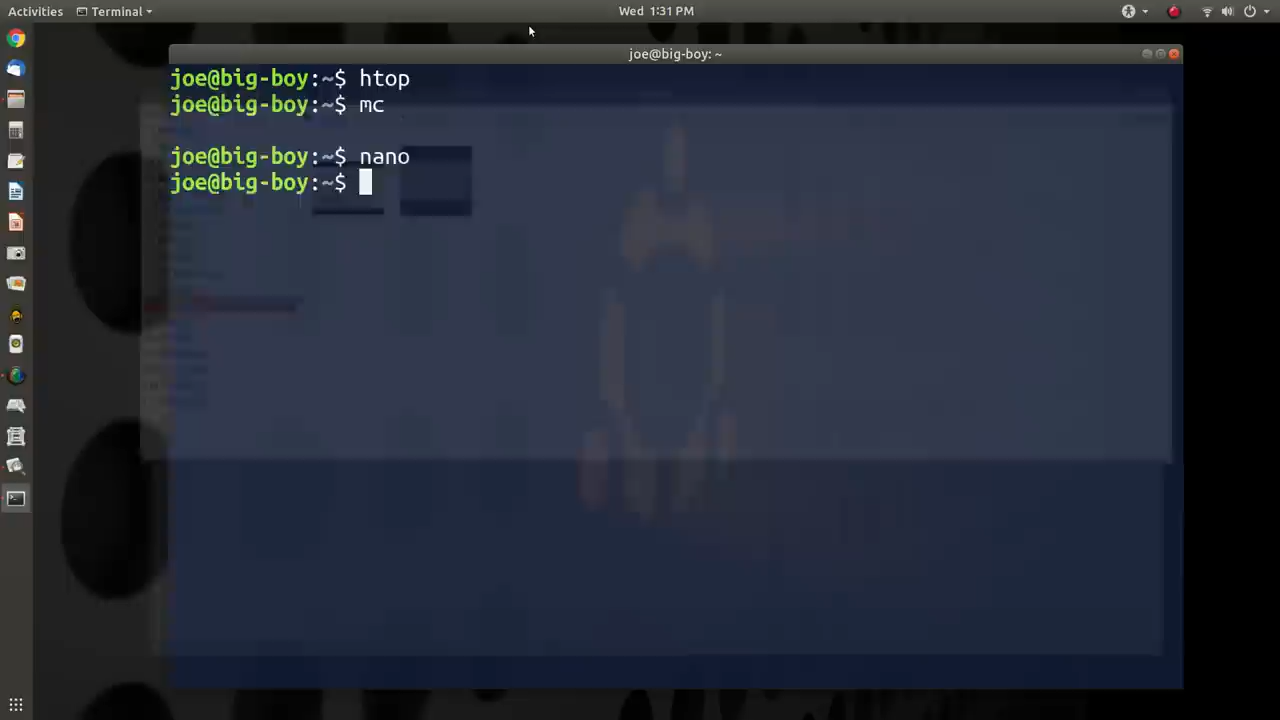 Activities Terminal Wed 1:31 PM
joe@big-boy: ~
joe@big-boy:~$ htop
joe@big-boy:~$ mc
joe@big-boy:~$ nano
joe@big-boy:~$